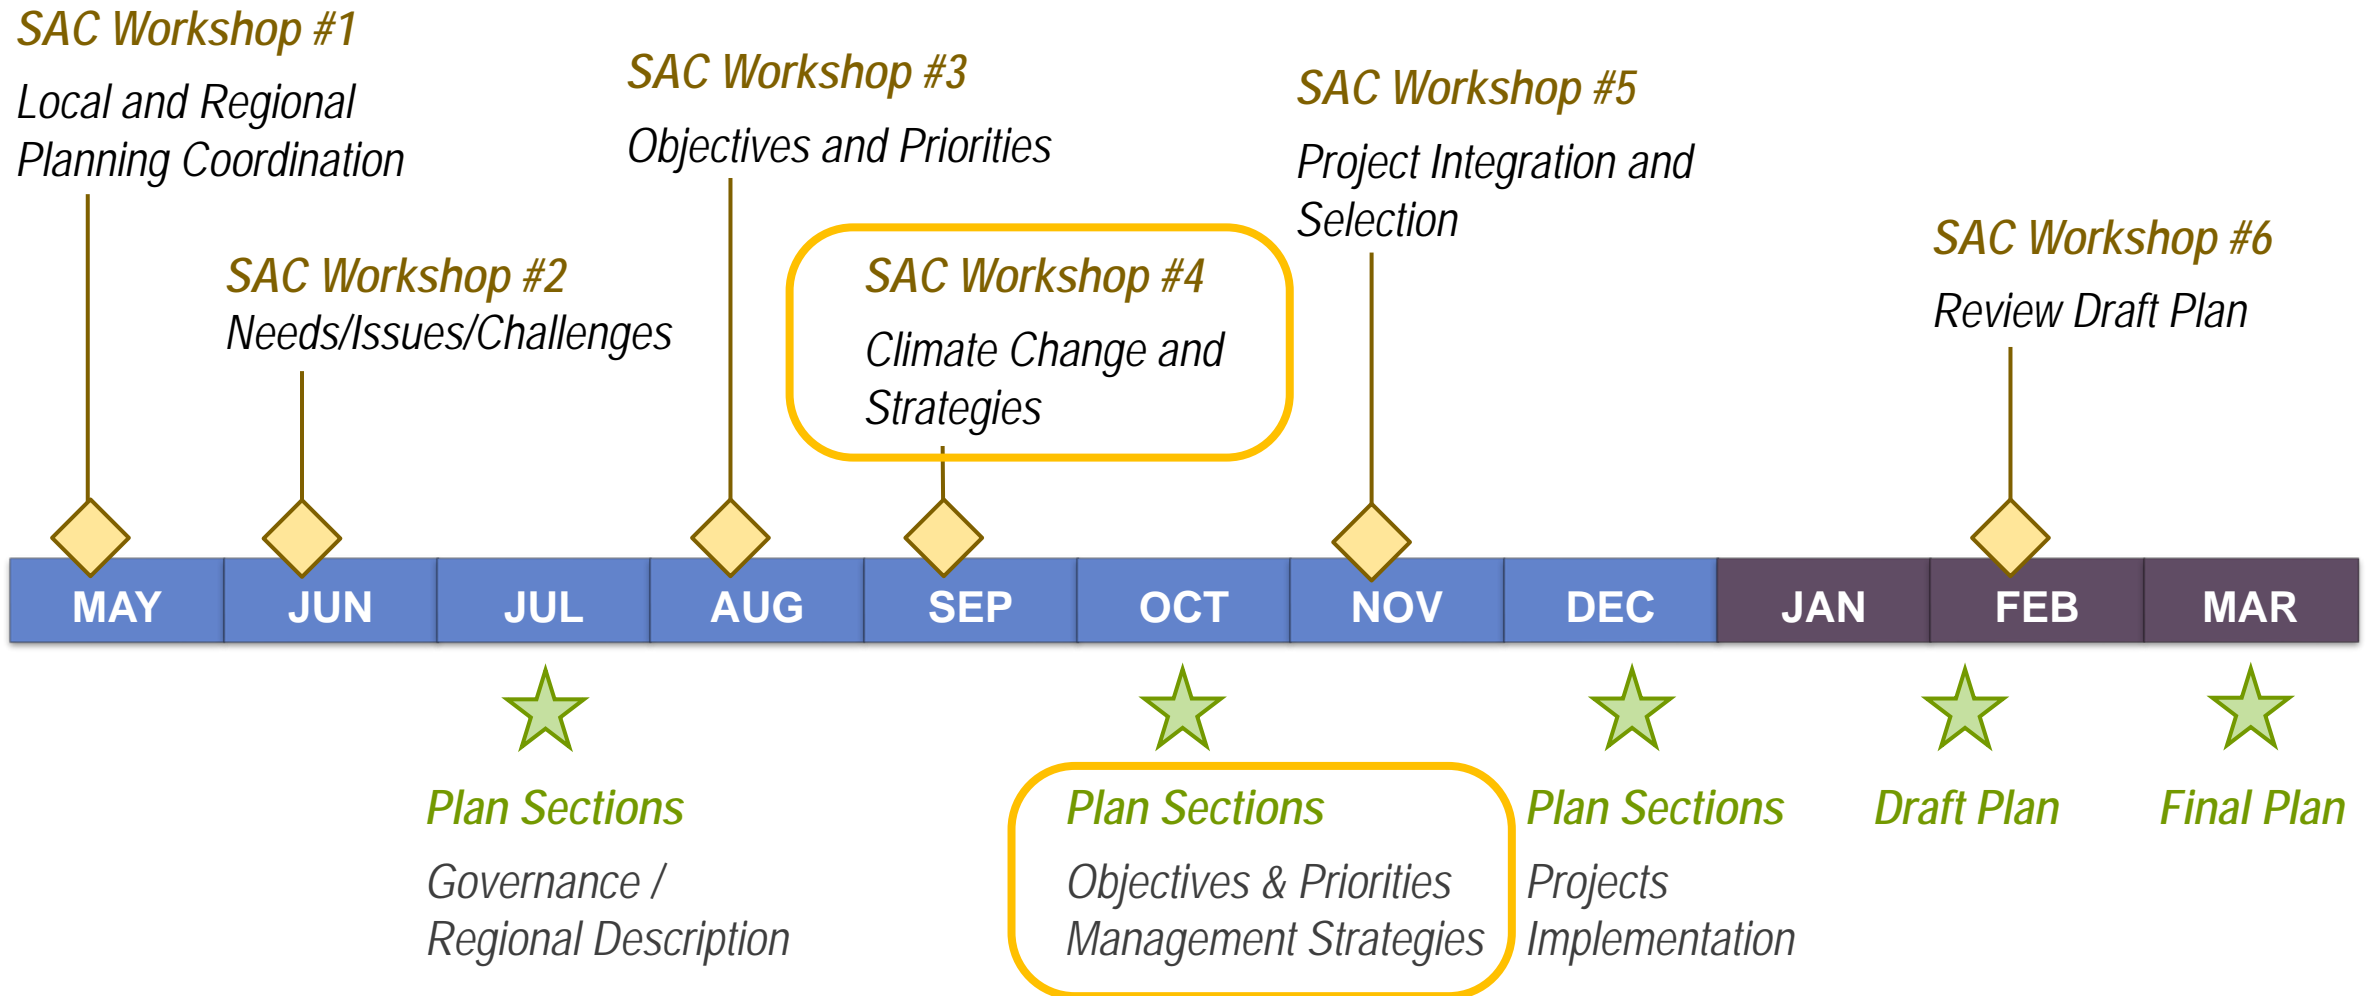 SAC Workshop #1
Local and Regional
Planning Coordination
SAC Workshop #2
Needs/Issues/Challenges
SAC Workshop #3
Objectives and Priorities
SAC Workshop #4
Climate Change and
Strategies
SAC Workshop #5
Project Integration and
Selection
SAC Workshop #6
Review Draft Plan
MAY
JUN
JUL
AUG
SEP
OCT
NOV
DEC
JAN
FEB
MAR
Plan Sections
Governance /
Regional Description
Plan Sections
Objectives & Priorities
Management Strategies
Plan Sections
Projects
Implementation
Draft Plan
Final Plan